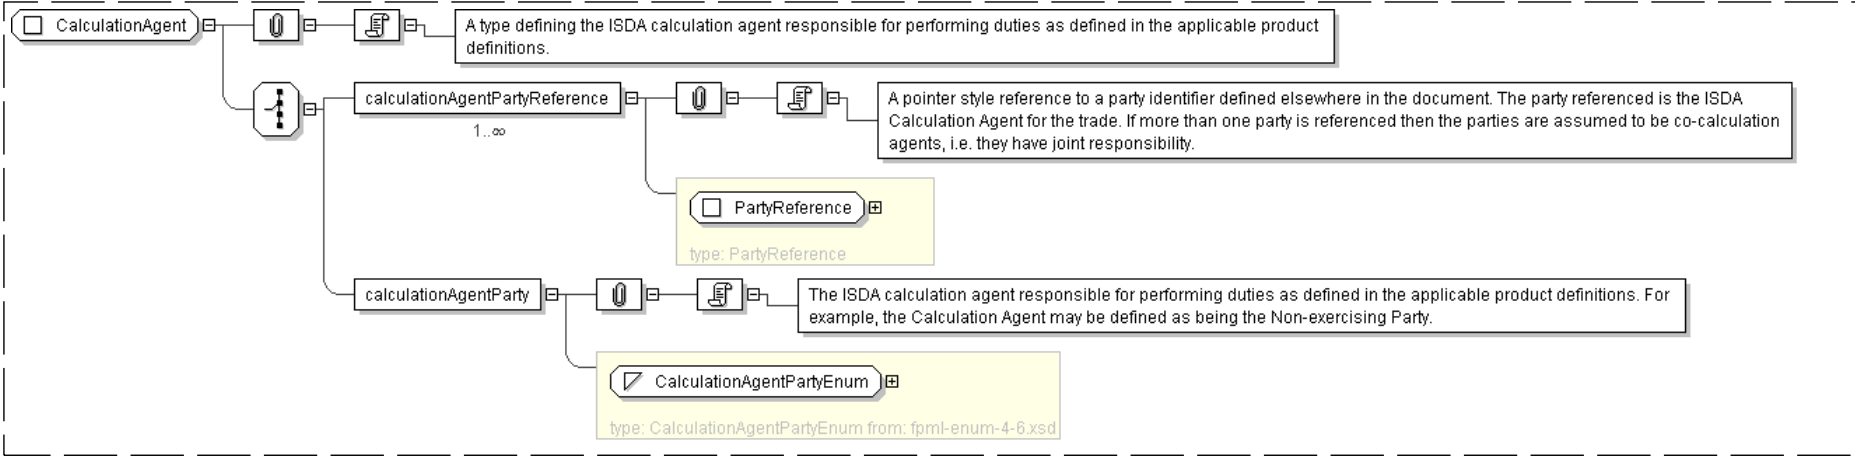 CalculationAgent
A type defining the ISDA calculation agent responsible for performing duties as defined in the applicable product
definitions.
calculationAgentPartyReference
1..∞
A pointer style reference to a party identifier defined elsewhere in the document. The party referenced is the ISDA
Calculation Agent for the trade. If more than one party is referenced then the parties are assumed to be co-calculation
agents, i.e. they have joint responsibility.
PartyReference
type: PartyReference
calculationAgentParty
The ISDA calculation agent responsible for performing duties as defined in the applicable product definitions. For
example, the Calculation Agent may be defined as being the Non-exercising Party.
CalculationAgentPartyEnum
type: CalculationAgentPartyEnum from: fpml-enum-4-6.xsd